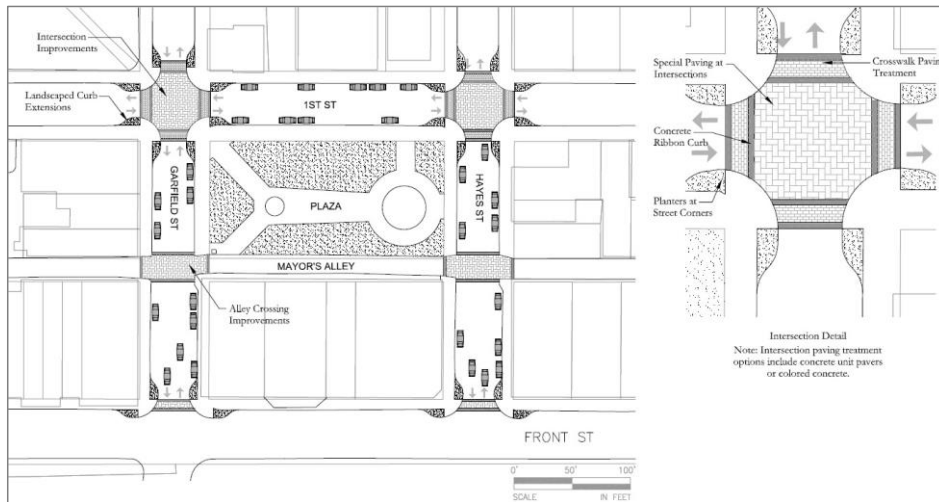 Intersection
Improvements
Landscaped Curb
Extensions
1ST ST
GARFIELD ST
PLAZA
HAYES ST
MAYOR'S ALLEY
Alley Crossing
Improvements
FRONT ST
0' 50' 100'
SCALE IN FEET
Special Paving at
Intersections
Crosswalk Paving
Treatment
Concrete
Ribbon Curb
Planters at
Street Corners
Intersection Detail
Note: Intersection paving treatment
options include concrete unit pavers
or colored concrete.